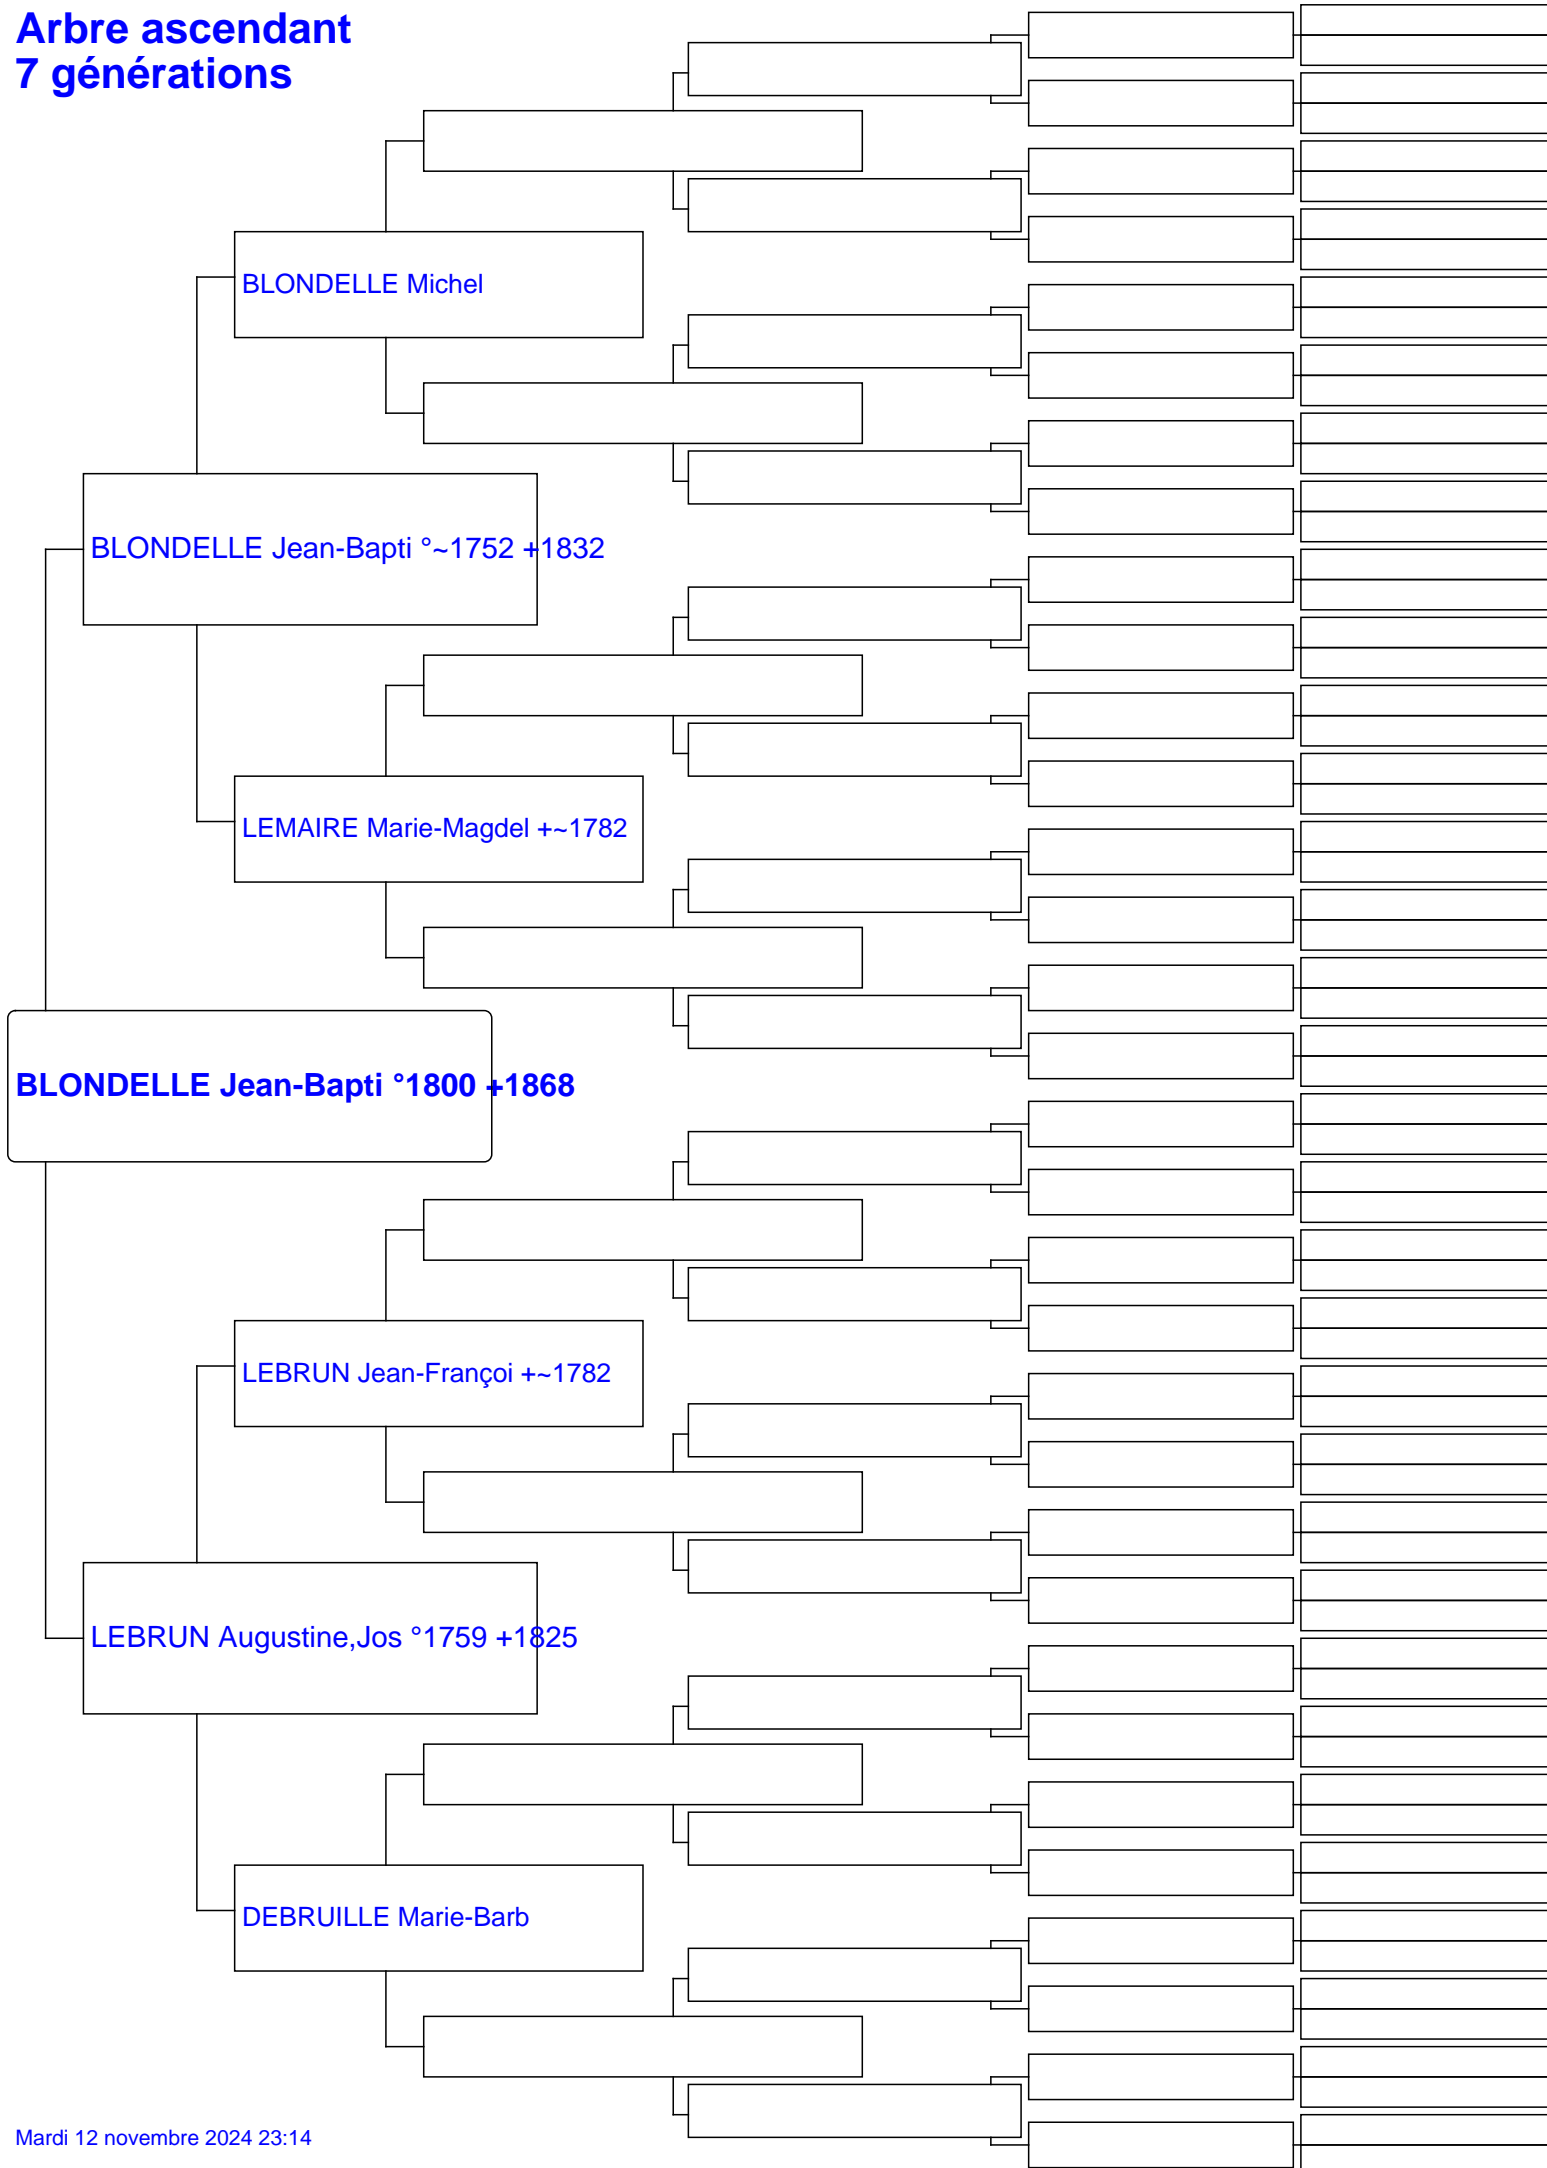 Arbre ascendant
7 générations
BLONDELLE Michel
BLONDELLE Jean-Bapti °~1752 +1832
LEMAIRE Marie-Magdel +~1782
BLONDELLE Jean-Bapti °1800 +1868
LEBRUN Jean-Françoi +~1782
LEBRUN Augustine,Jos °1759 +1825
DEBRUILLE Marie-Barb
Mardi 12 novembre 2024 23:14